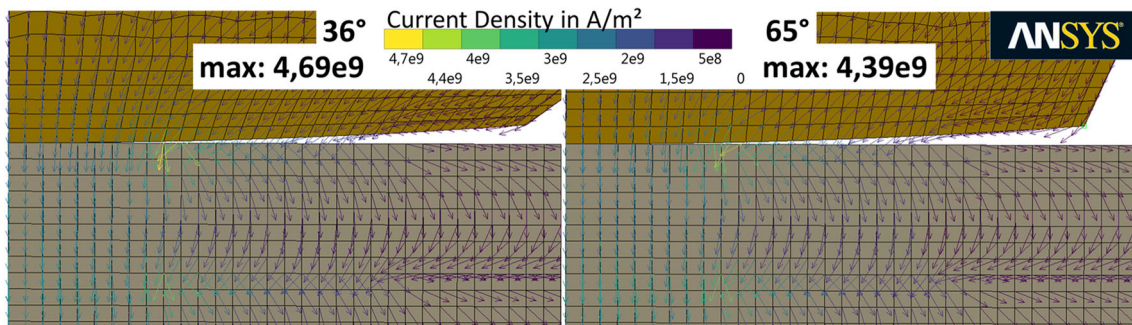 36°
max: 4,69e9
Current Density in A/m²
4,7e9 4e9 3e9 2e9 5e8
4,4e9 3,5e9 2,5e9 1,5e9 0
65°
max: 4,39e9
ANSYS